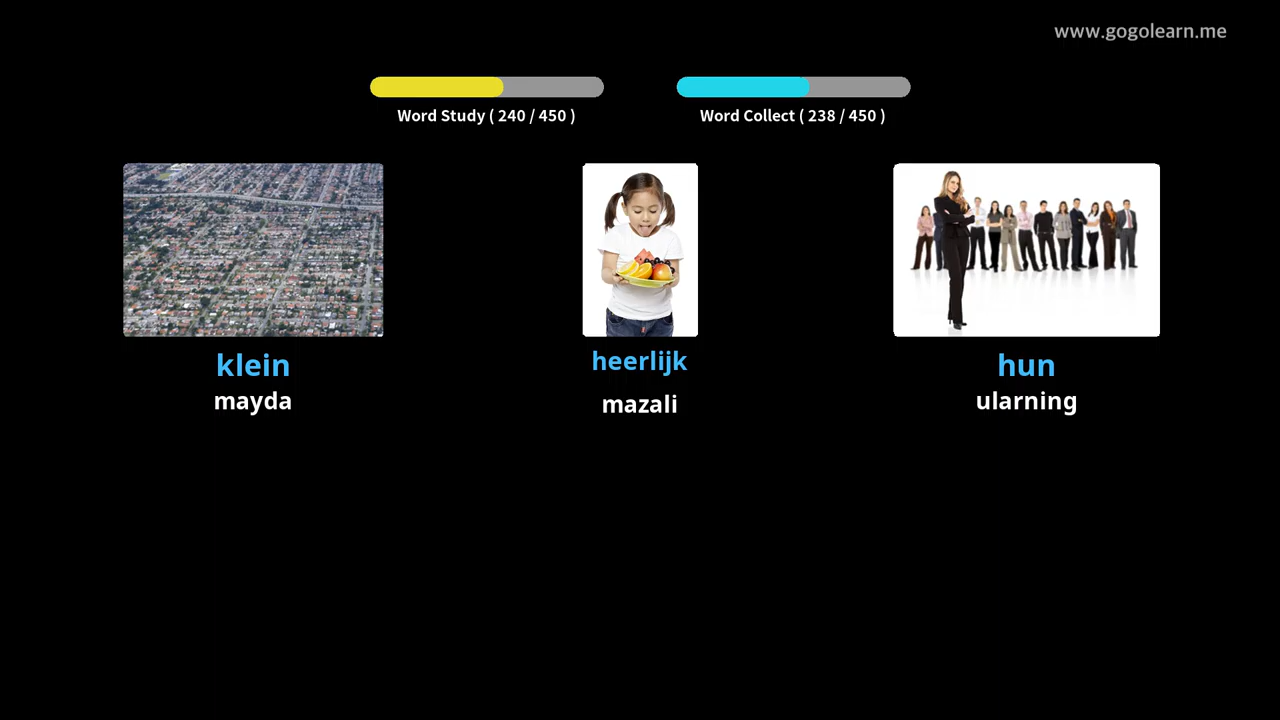 www.gogolearn.me
Word Study ( 240 / 450 )
Word Collect ( 238 / 450 )
klein
mayda
heerlijk
mazali
hun
ularning